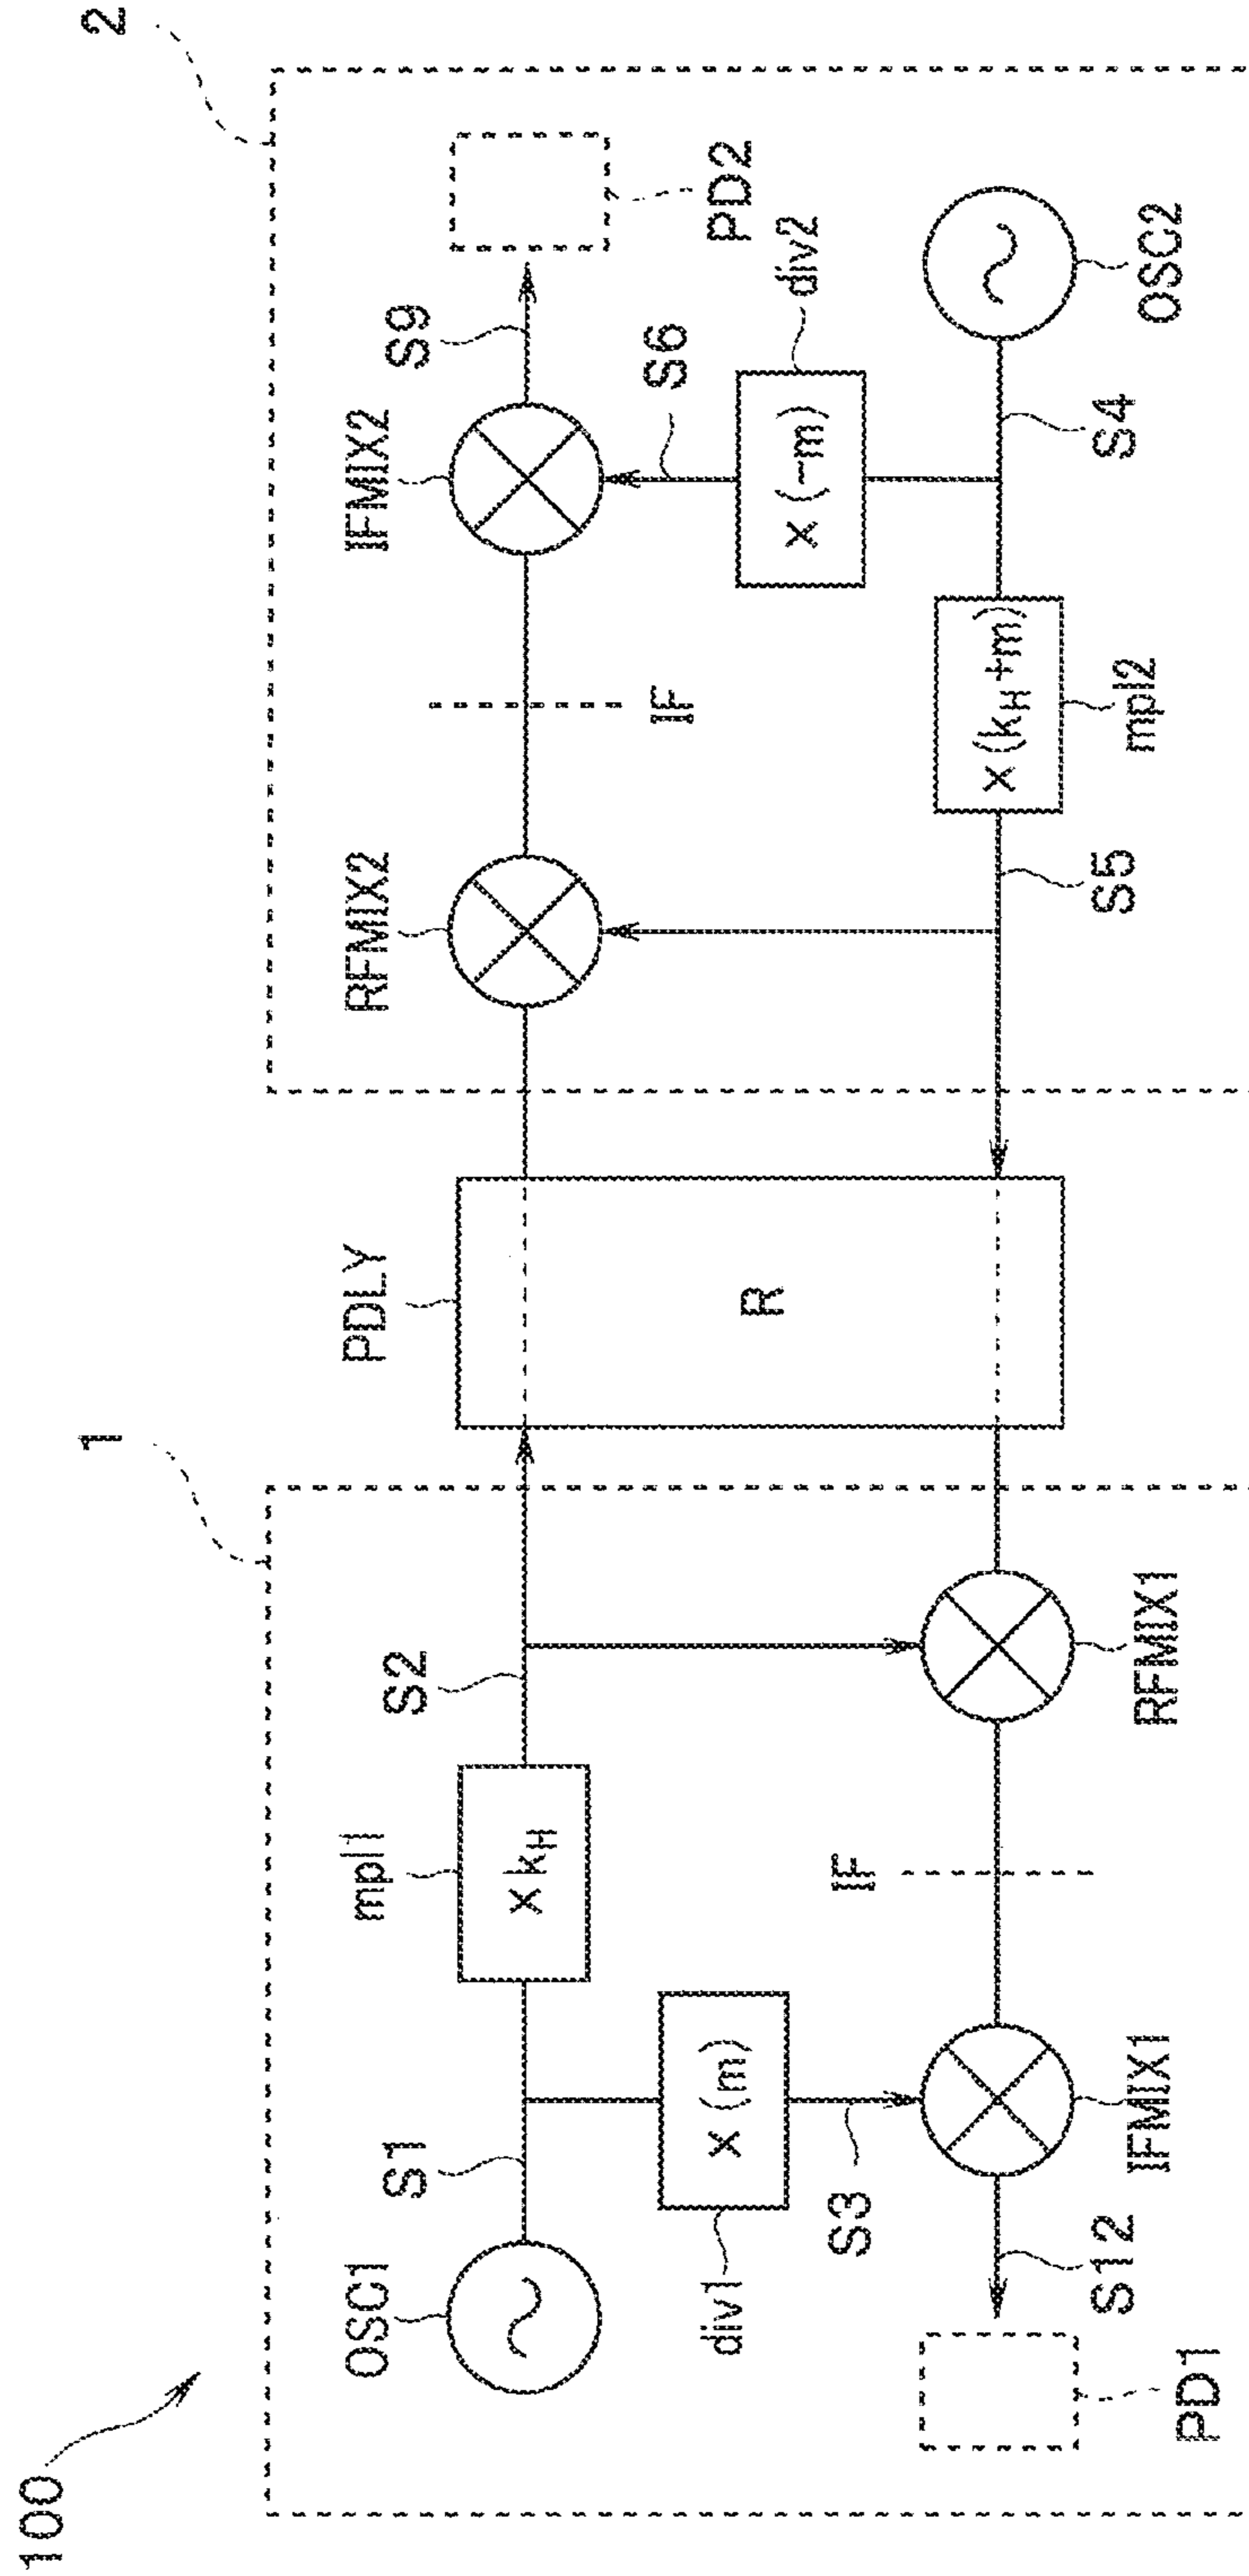 100
1
2
OSC1
S1
mpl1
x kH
S2
PDLY
R
RFMIX2
IF
IFMIX2
S9
PD2
div1
x (m)
S3
S6
x (-m)
div2
PD1
S12
IFMIX1
IF
RFMIX1
S5
x (kH +m)
mpl2
S4
OSC2